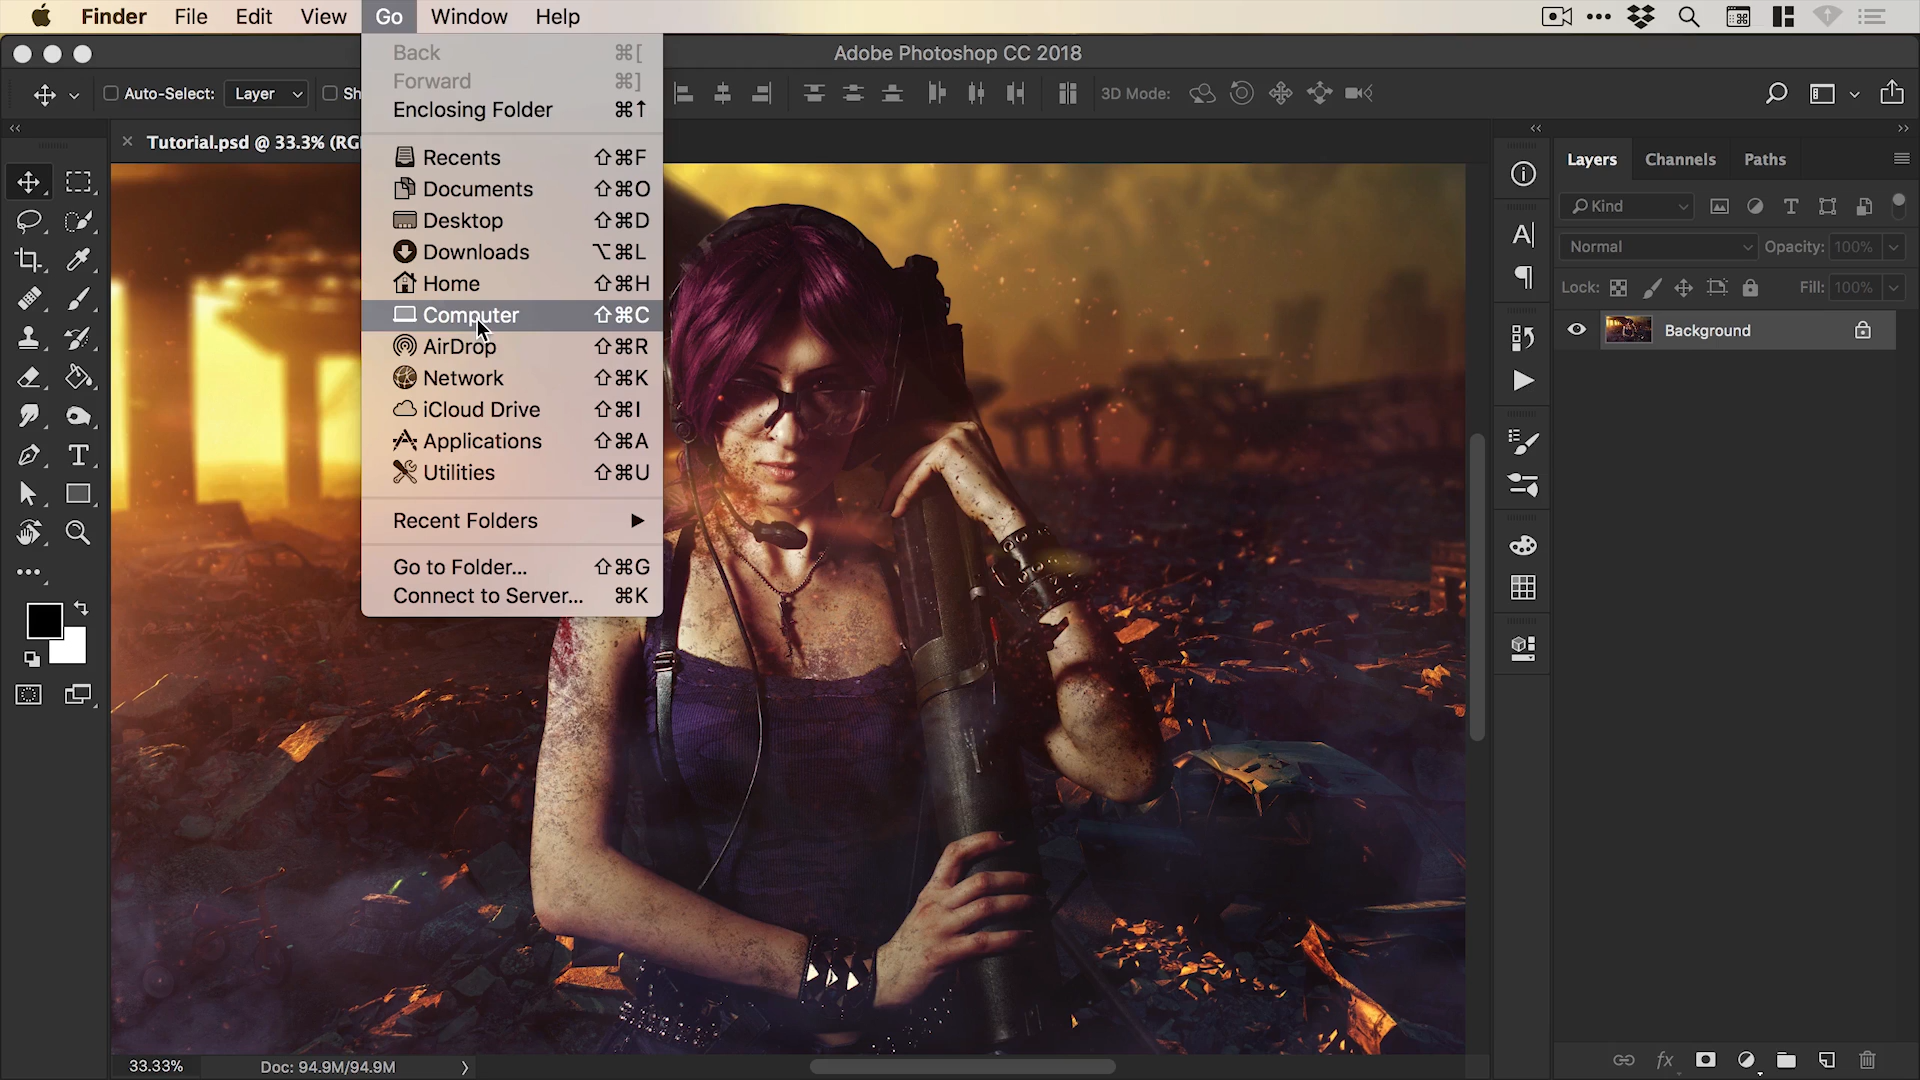 Finder File Edit View Go Window Help
Adobe Photoshop CC 2018
Auto-Select: Layer Sh 3D Mode:
Tutorial.psd @ 33.3% (RG
Back ⌘[
Forward ⌘]
Enclosing Folder ⌘↑
Recents ⇧⌘F
Documents ⇧⌘O
Desktop ⇧⌘D
Downloads ⌥⌘L
Home ⇧⌘H
Computer ⇧⌘C
AirDrop ⇧⌘R
Network ⇧⌘K
iCloud Drive ⇧⌘I
Applications ⇧⌘A
Utilities ⇧⌘U
Recent Folders
Go to Folder... ⇧⌘G
Connect to Server... ⌘K
Layers Channels Paths
Kind
Normal Opacity: 100%
Lock: Fill: 100%
Background
fx
33.33% Doc: 94.9M/94.9M